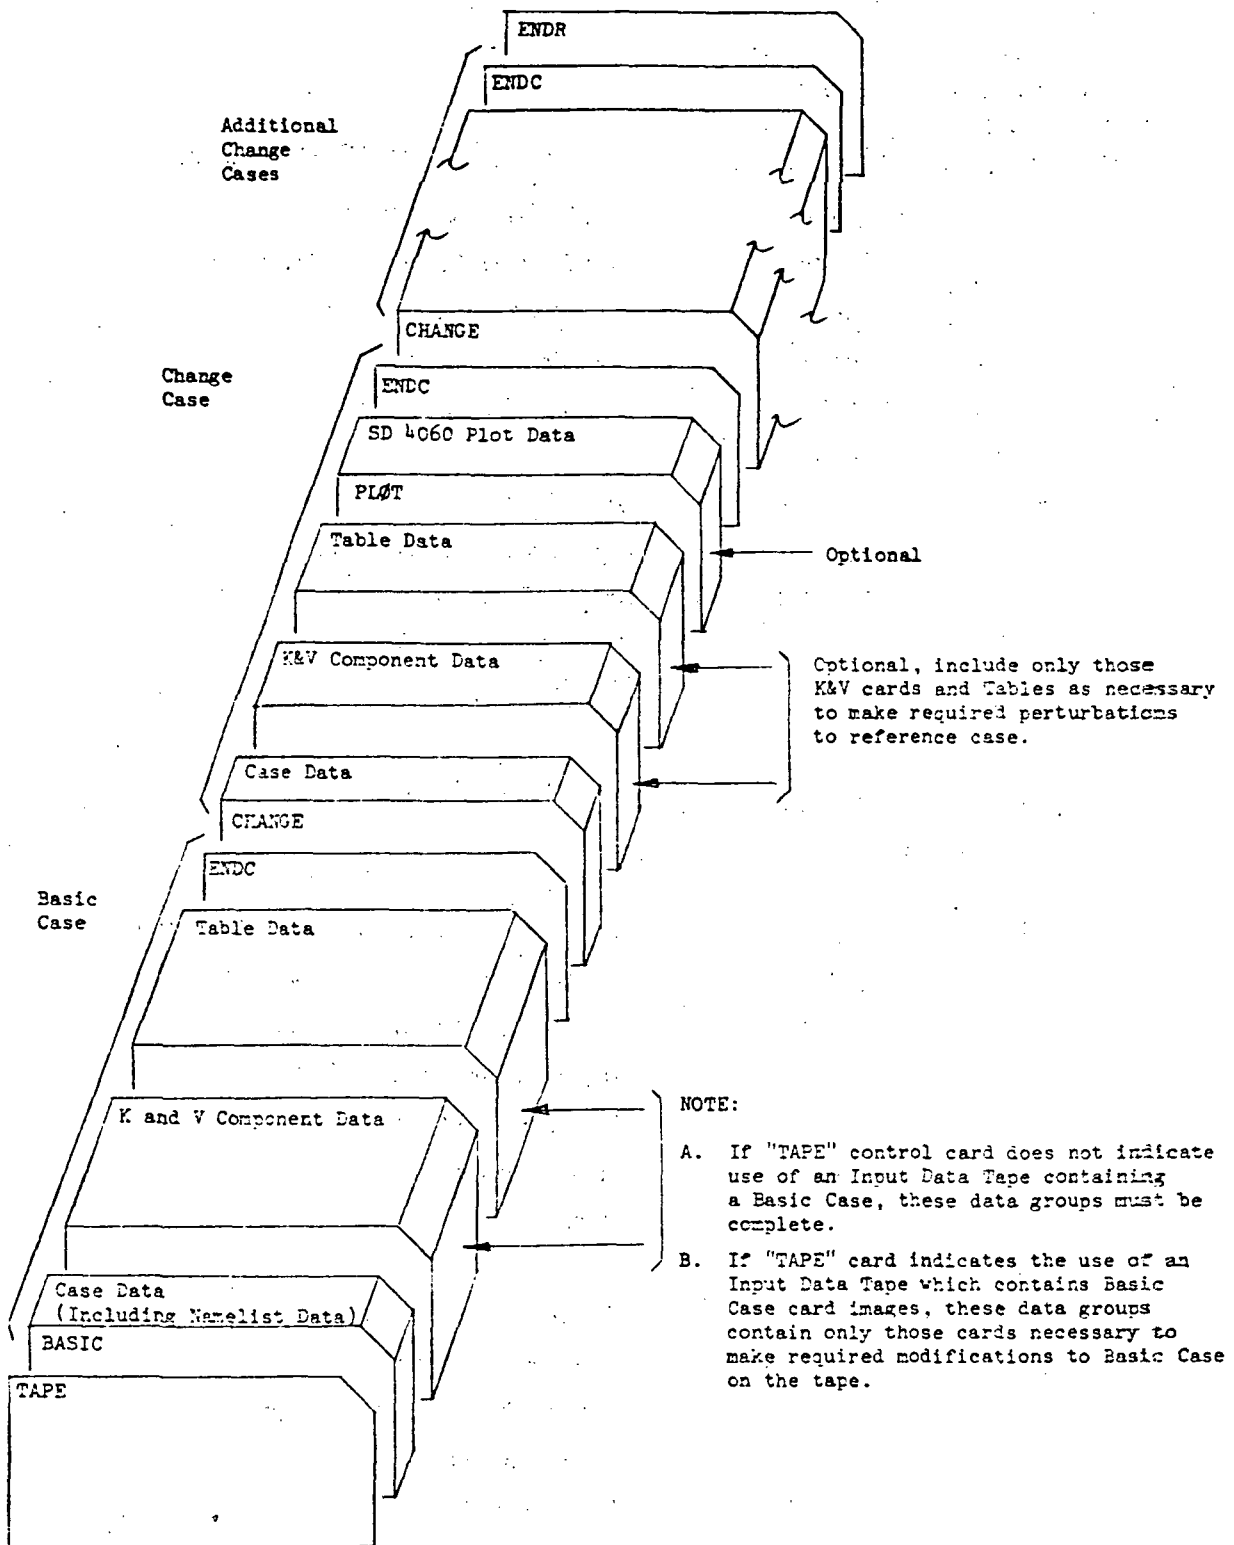 ENDR
ENDC
Additional
Change
Cases
CHANGE
Change
Case
ENDC
SD 4060 Plot Data
PLØT
Table Data
Optional
K&V Component Data
Optional, include only those
K&V cards and Tables as necessary
to make required perturbations
to reference case.
Case Data
CHANGE
ENDC
Basic
Case
Table Data
K and V Component Data
NOTE:
A. If "TAPE" control card does not indicate
use of an Input Data Tape containing
a Basic Case, these data groups must be
complete.
B. If "TAPE" card indicates the use of an
Input Data Tape which contains Basic
Case card images, these data groups
contain only those cards necessary to
make required modifications to Basic Case
on the tape.
Case Data
(Including Namelist Data)
BASIC
TAPE